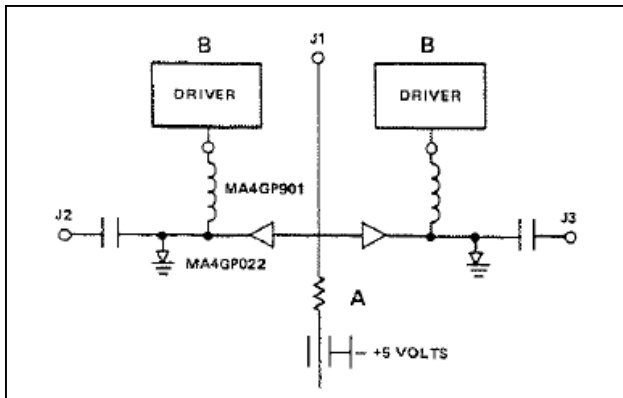 B
J1
B
DRIVER
DRIVER
MA4GP901
J2
J3
MA4GP022
A
+5 VOLTS